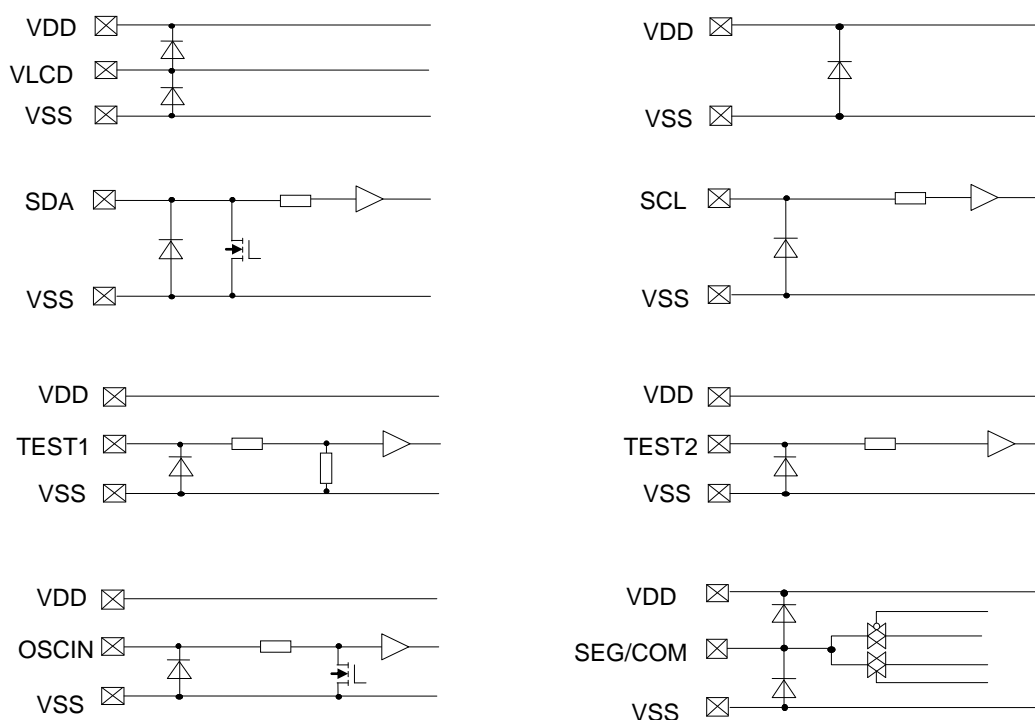 VDD
VLCD
VSS
VDD
VSS
SDA
VSS
SCL
VSS
VDD
TEST1
VSS
VDD
TEST2
VSS
VDD
OSCIN
VSS
VDD
SEG/COM
VSS